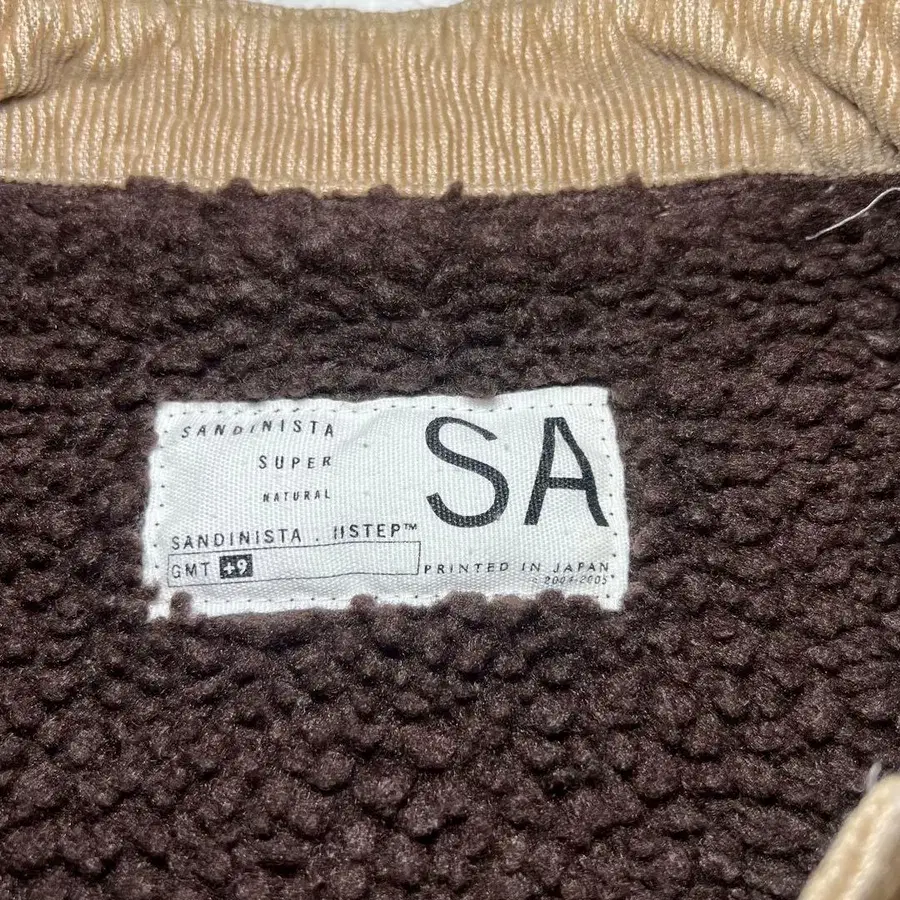 SANDINISTA
SUPER
NATURAL
SA
SANDINISTA . IISTEP™
GMT +9
PRINTED IN JAPAN
© 2004-2005